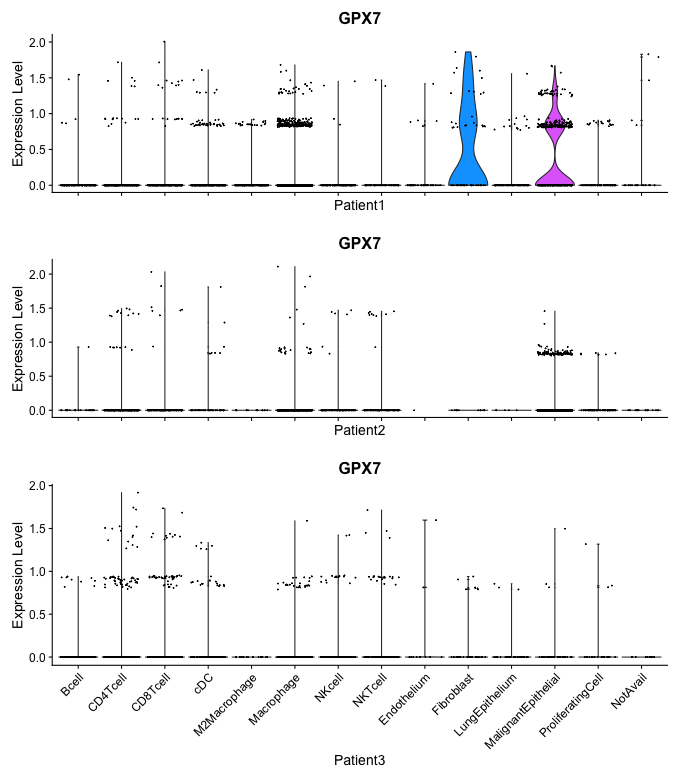 GPX7
Expression Level
2.0
1.5
1.0
0.5
0.0
Patient1
GPX7
Expression Level
2.0
1.5
1.0
0.5
0.0
Patient2
GPX7
Expression Level
2.0
1.5
1.0
0.5
0.0
Bcell
CD4Tcell
CD8Tcell
cDC
M2Macrophage
Macrophage
NKcell
NKTcell
Endothelium
Fibroblast
LungEpithelium
MalignantEpithelial
ProliferatingCell
NotAvail
Patient3